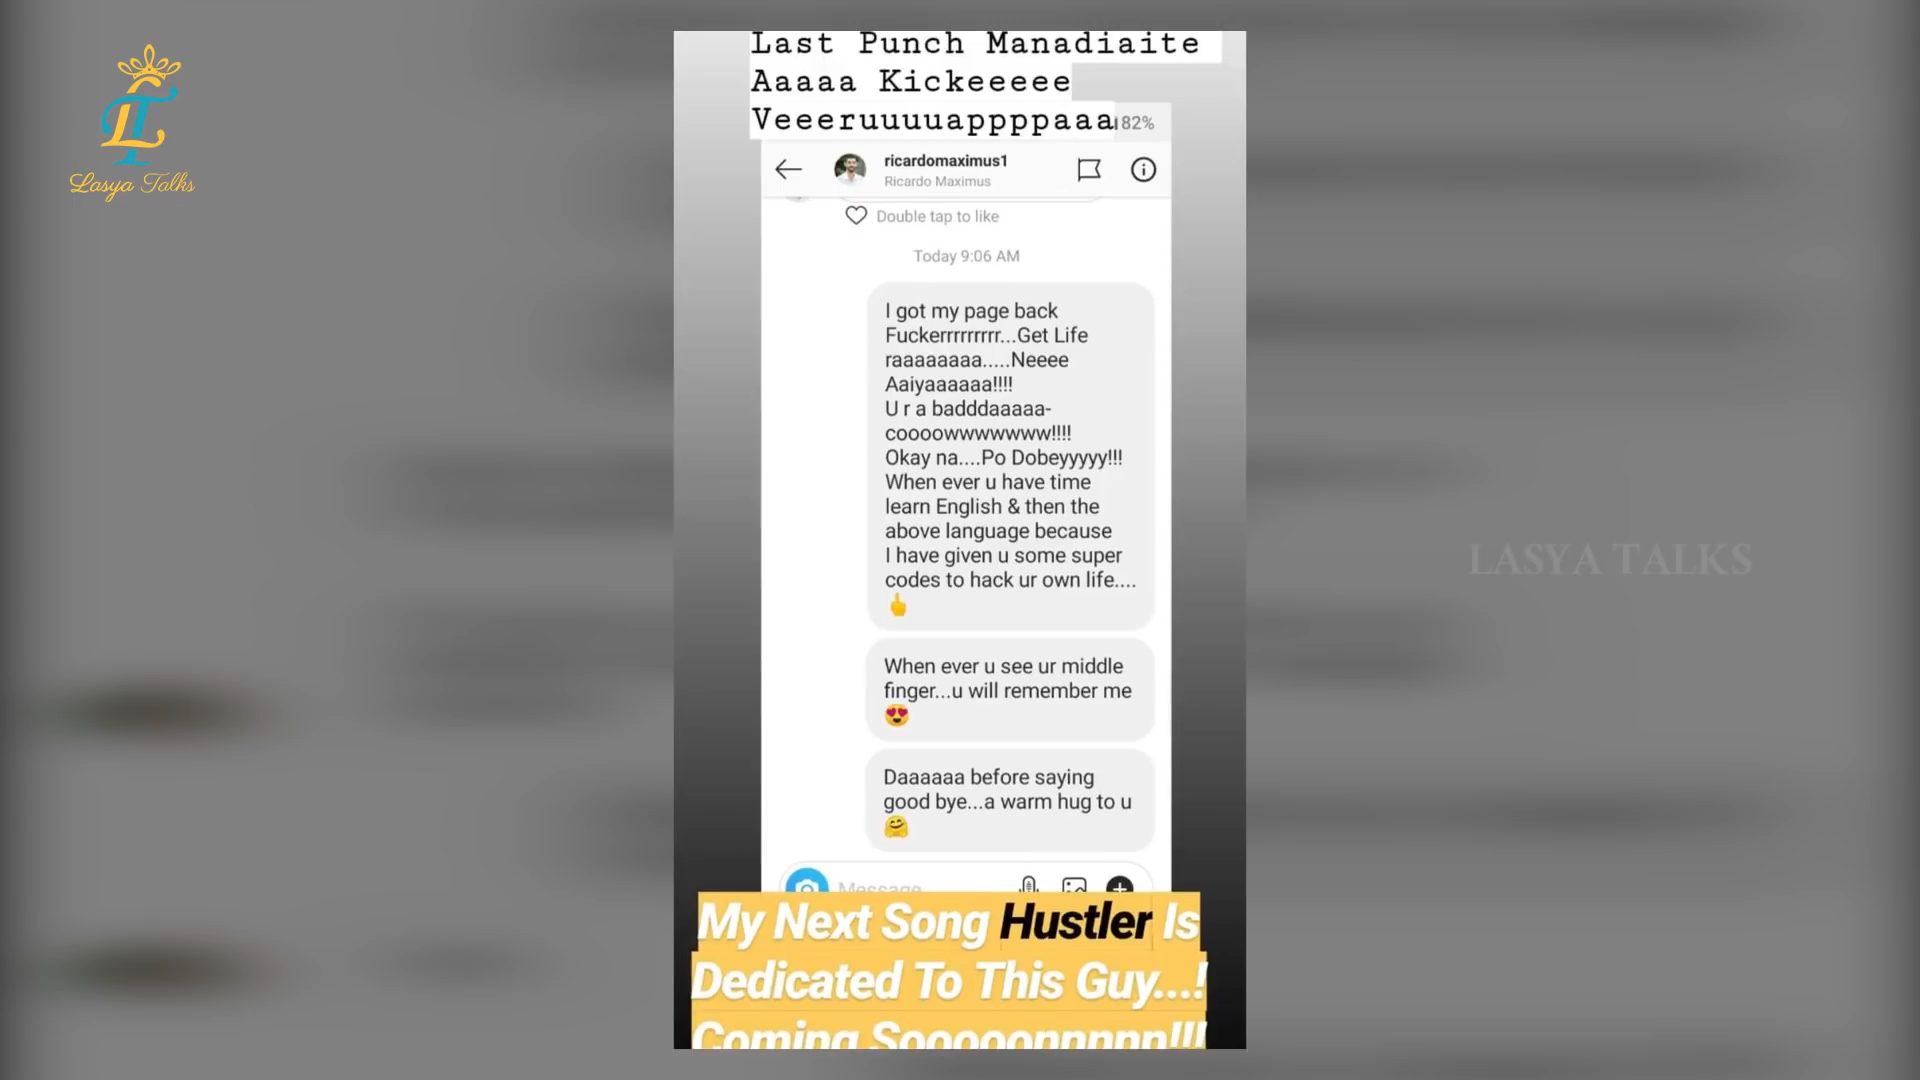 Last Punch Manadiaite
Aaaaa Kickeeeee
Veeeruuuuappppaaa
82%
Lasya Talks
ricardomaximus1
Ricardo Maximus
Double tap to like
Today 9:06 AM
I got my page back
Fuckerrrrrrrrr...Get Life
raaaaaaaa.....Neeee
Aaiyaaaaaa!!!!
U r a badddaaaaa-
coooowwwwwww!!!!
Okay na....Po Dobeyyyyy!!!
When ever u have time
learn English & then the
above language because
I have given u some super
codes to hack ur own life....
LASYA TALKS
When ever u see ur middle
finger...u will remember me
Daaaaaa before saying
good bye...a warm hug to u
Message
My Next Song Hustler Is
Dedicated To This Guy...!
Coming Sooooonnnnnn!!!